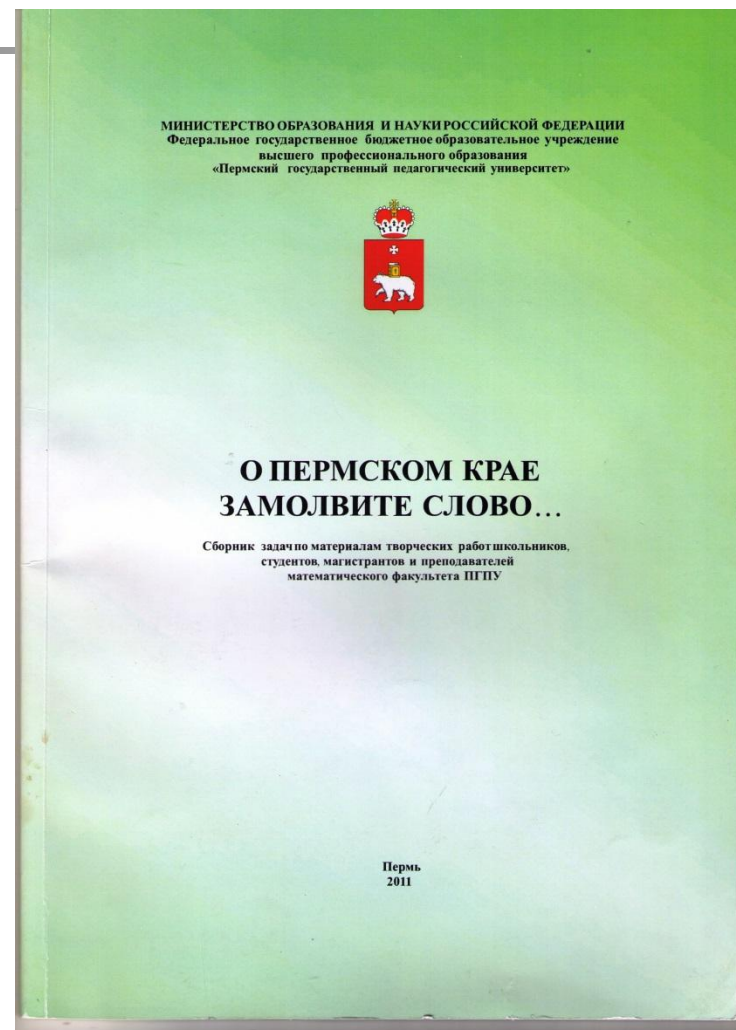 МИНИСТЕРСТВО ОБРАЗОВАНИЯ И НАУКИ РОССИЙСКОЙ ФЕДЕРАЦИИ
Федеральное государственное бюджетное образовательное учреждение
высшего профессионального образования
«Пермский государственный педагогический университет»
О ПЕРМСКОМ КРАЕ
ЗАМОЛВИТЕ СЛОВО...
Сборник задач по материалам творческих работ школьников,
студентов, магистрантов и преподавателей
математического факультета ПГПУ
Пермь
2011